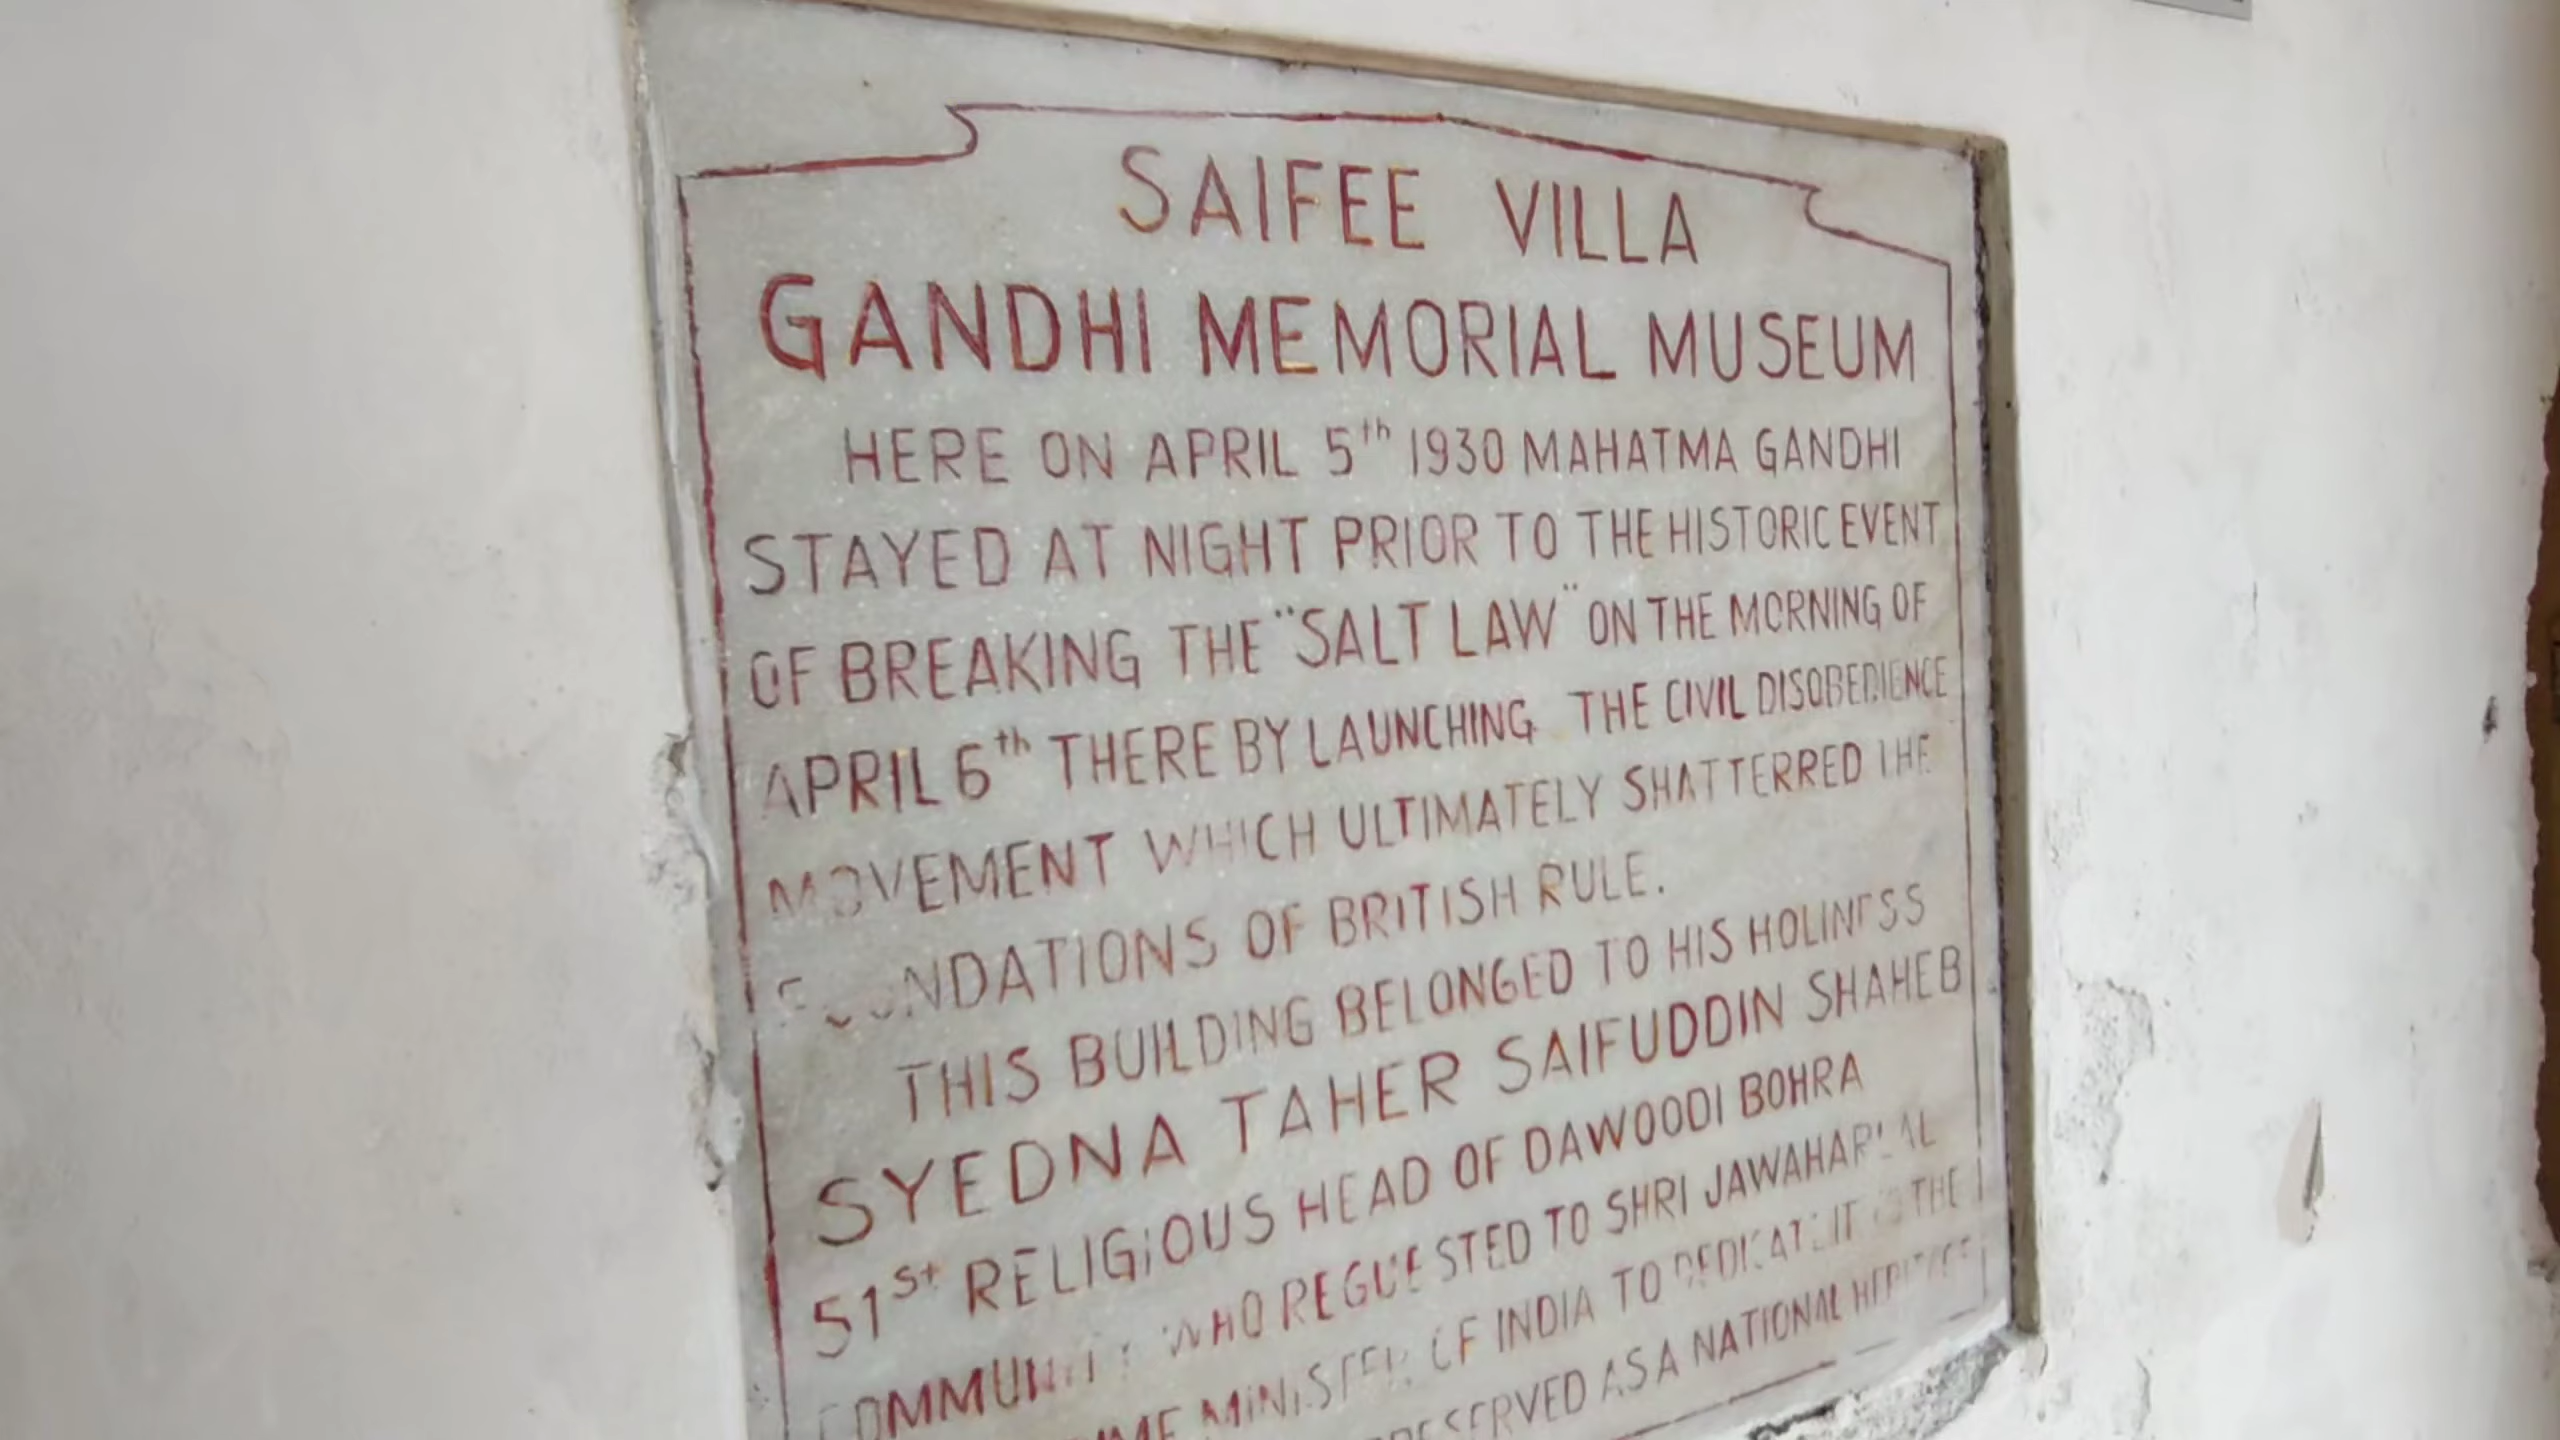 SAIFEE VILLA
GANDHI MEMORIAL MUSEUM
HERE ON APRIL 5th 1930 MAHATMA GANDHI
STAYED AT NIGHT PRIOR TO THE HISTORIC EVENT
OF BREAKING THE "SALT LAW" ON THE MORNING OF
APRIL 6th THERE BY LAUNCHING THE CIVIL DISOBEDIENCE
MOVEMENT WHICH ULTIMATELY SHATTERRED THE
FOUNDATIONS OF BRITISH RULE.
THIS BUILDING BELONGED TO HIS HOLINESS
SYEDNA TAHER SAIFUDDIN SHAHEB
51st RELIGIOUS HEAD OF DAWOODI BOHRA
COMMUNITY WHO REGUESTED TO SHRI JAWAHARLAL
MINISTER OF INDIA TO DEDICATE IT THE
PRESERVED AS A NATIONAL HERITAGE